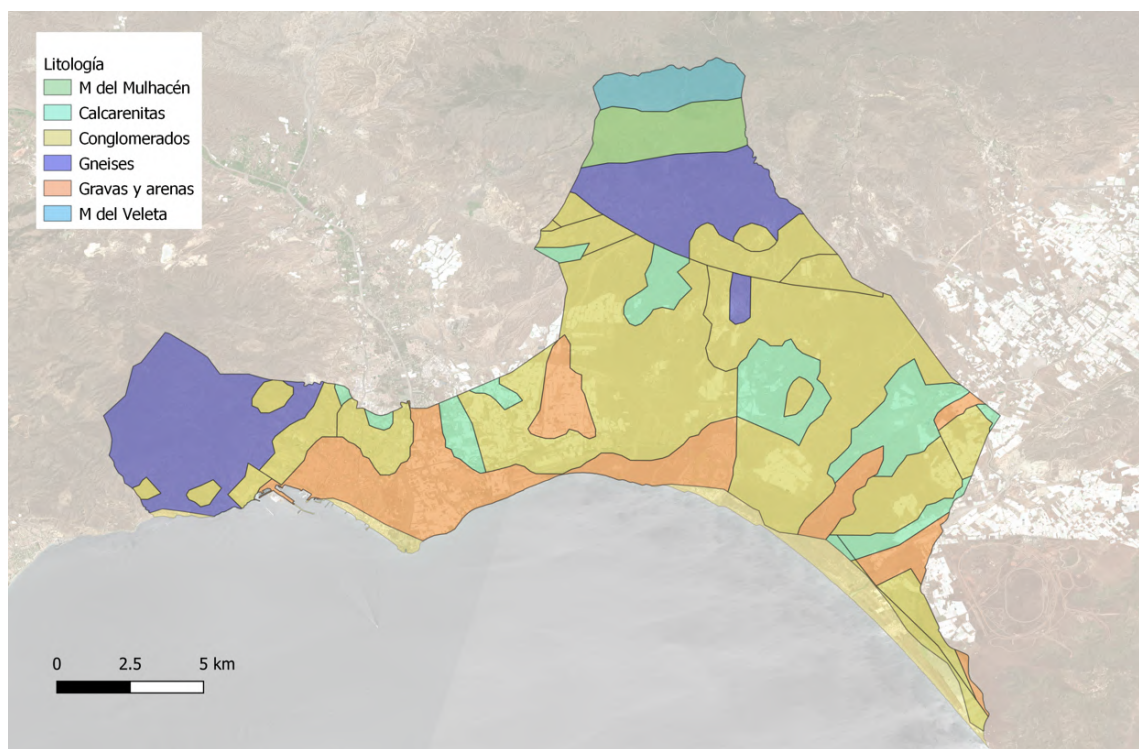 Litología
M del Mulhacén
Calcarenitas
Conglomerados
Gneises
Gravas y arenas
M del Veleta
0 2.5 5 km